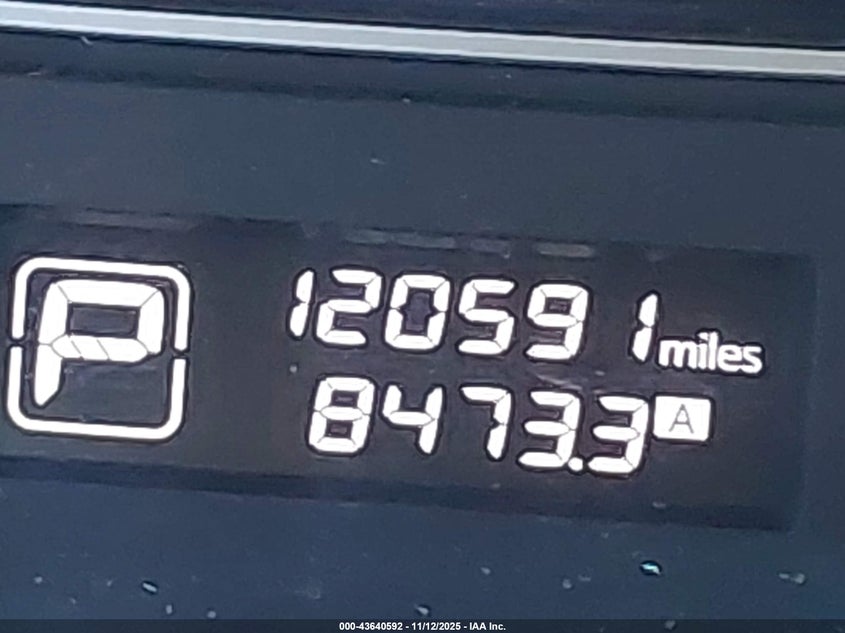 P
120591 miles
8473.3 A
000-43640592 - 11/12/2025 - IAA Inc.